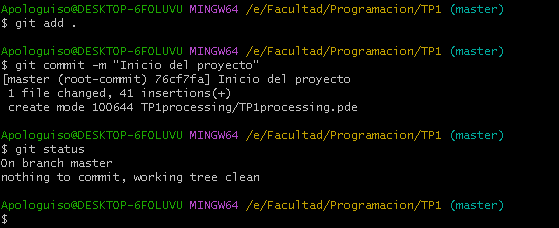 Apologuiso@DESKTOP-6FOLUVU MINGW64 /e/Facultad/Programacion/TP1 (master)
$ git add .
Apologuiso@DESKTOP-6FOLUVU MINGW64 /e/Facultad/Programacion/TP1 (master)
$ git commit -m "Inicio del proyecto"
[master (root-commit) 76cf7fa] Inicio del proyecto
 1 file changed, 41 insertions(+)
 create mode 100644 TP1processing/TP1processing.pde
Apologuiso@DESKTOP-6FOLUVU MINGW64 /e/Facultad/Programacion/TP1 (master)
$ git status
On branch master
nothing to commit, working tree clean
Apologuiso@DESKTOP-6FOLUVU MINGW64 /e/Facultad/Programacion/TP1 (master)
$